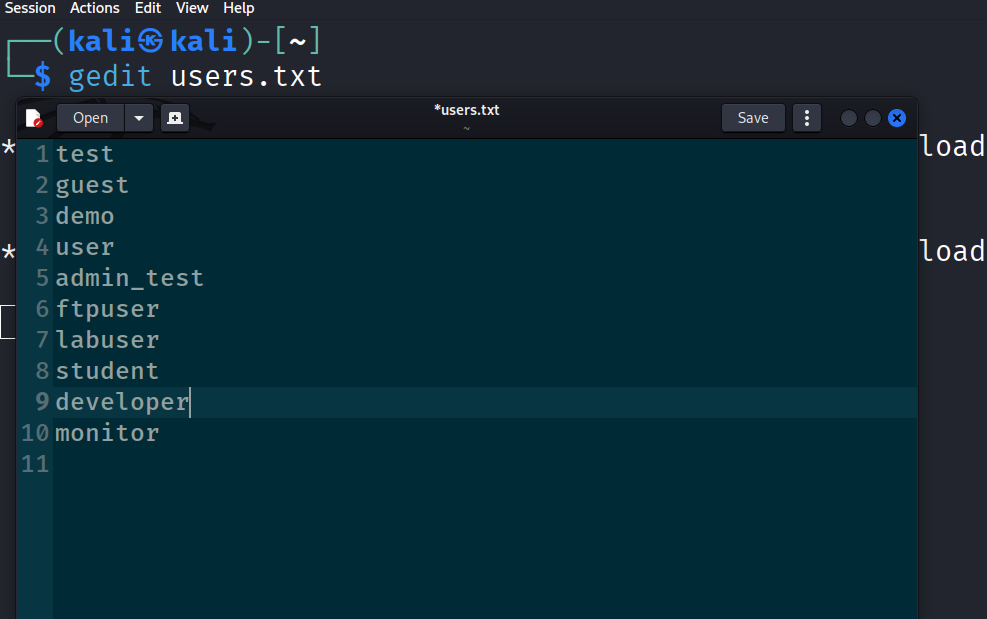 Session Actions Edit View Help
┌──(kali㉿kali)-[~]
└─$ gedit users.txt
Open *users.txt Save
~
* load
* load
1 test
2 guest
3 demo
4 user
5 admin_test
6 ftpuser
7 labuser
8 student
9 developer
10 monitor
11